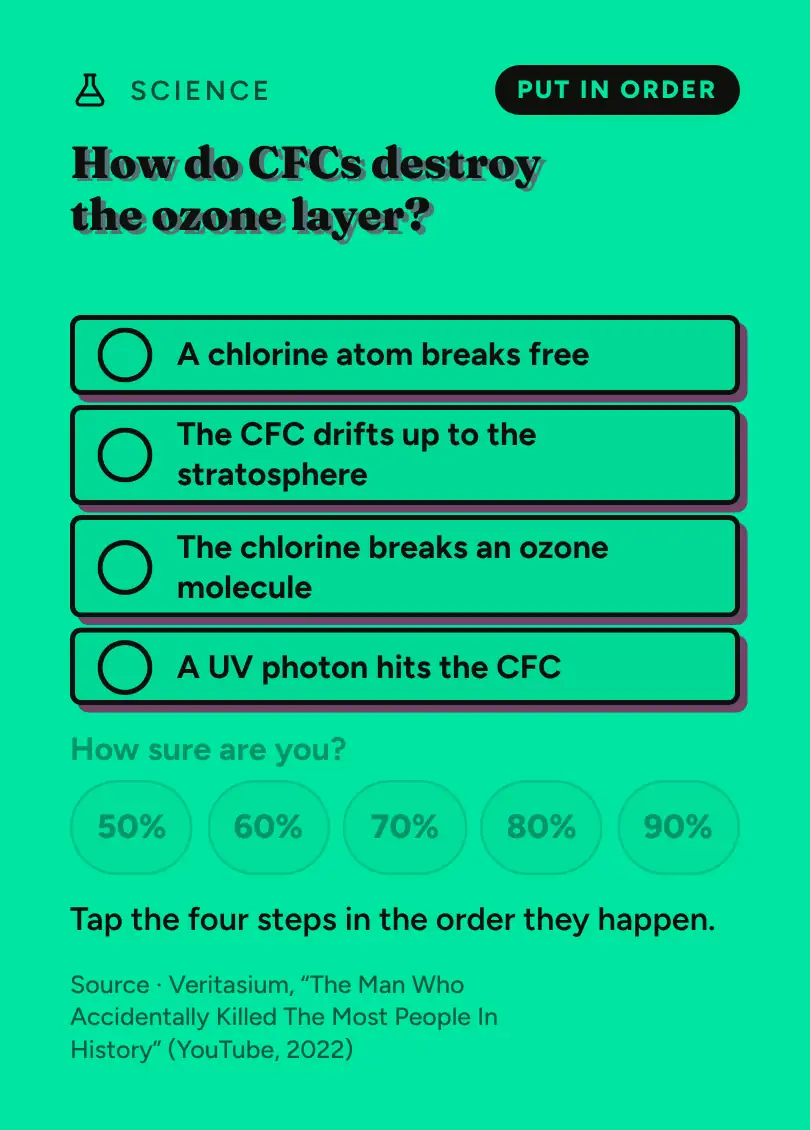 SCIENCE
PUT IN ORDER
How do CFCs destroy
the ozone layer?
A chlorine atom breaks free
The CFC drifts up to the
stratosphere
The chlorine breaks an ozone
molecule
A UV photon hits the CFC
How sure are you?
50% 60% 70% 80% 90%
Tap the four steps in the order they happen.
Source · Veritasium, “The Man Who
Accidentally Killed The Most People In
History” (YouTube, 2022)